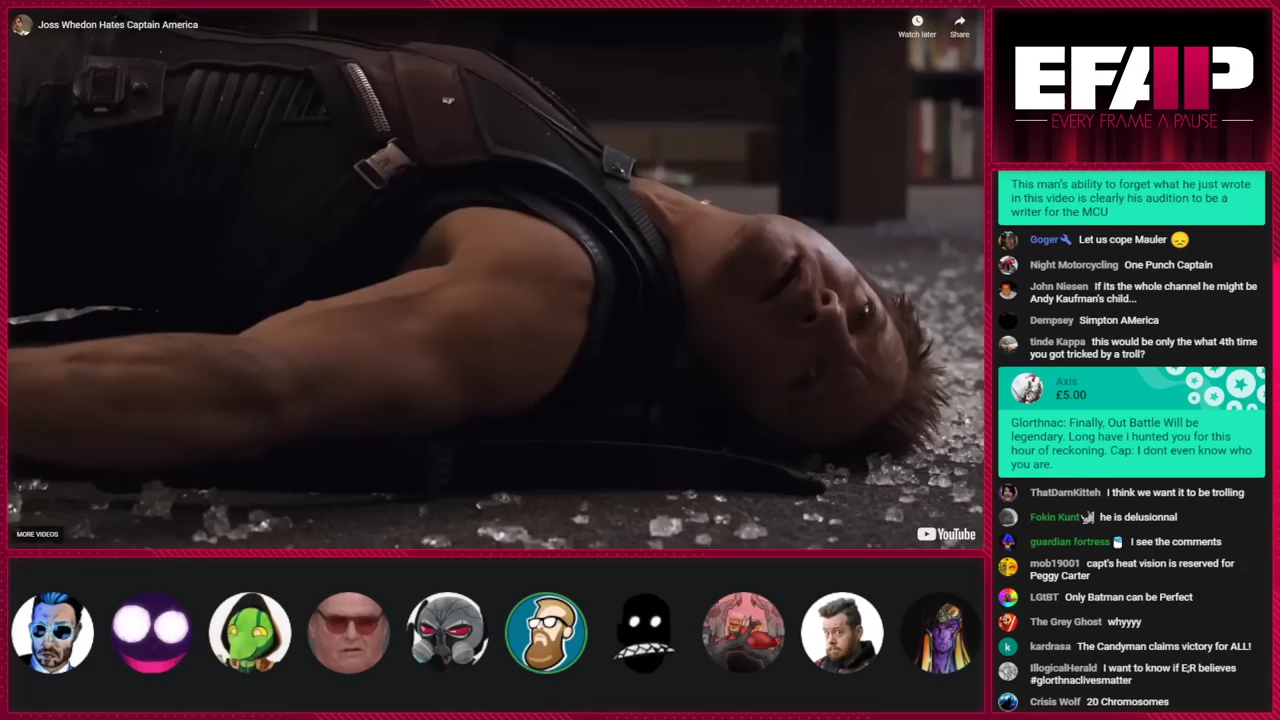 Joss Whedon Hates Captain America
Watch later
Share
MORE VIDEOS
YouTube
EFAP
EVERY FRAME A PAUSE
This man's ability to forget what he just wrote
in this video is clearly his audition to be a
writer for the MCU
Goger Let us cope Mauler
Night Motorcycling One Punch Captain
John Niesen If its the whole channel he might be
Andy Kaufman's child...
Dempsey Simpton AMerica
tinde Kappa this would be only the what 4th time
you got tricked by a troll?
Axis
£5.00
Glorthnac: Finally, Out Battle Will be
legendary. Long have i hunted you for this
hour of reckoning. Cap: I dont even know who
you are.
ThatDarnKitteh I think we want it to be trolling
Fokin Kunt he is delusionnal
guardian fortress I see the comments
mob19001 capt's heat vision is reserved for
Peggy Carter
LGtBT Only Batman can be Perfect
The Grey Ghost whyyyy
k
kardrasa The Candyman claims victory for ALL!
IllogicalHerald I want to know if E;R believes
#glorthnaclivesmatter
Crisis Wolf 20 Chromosomes